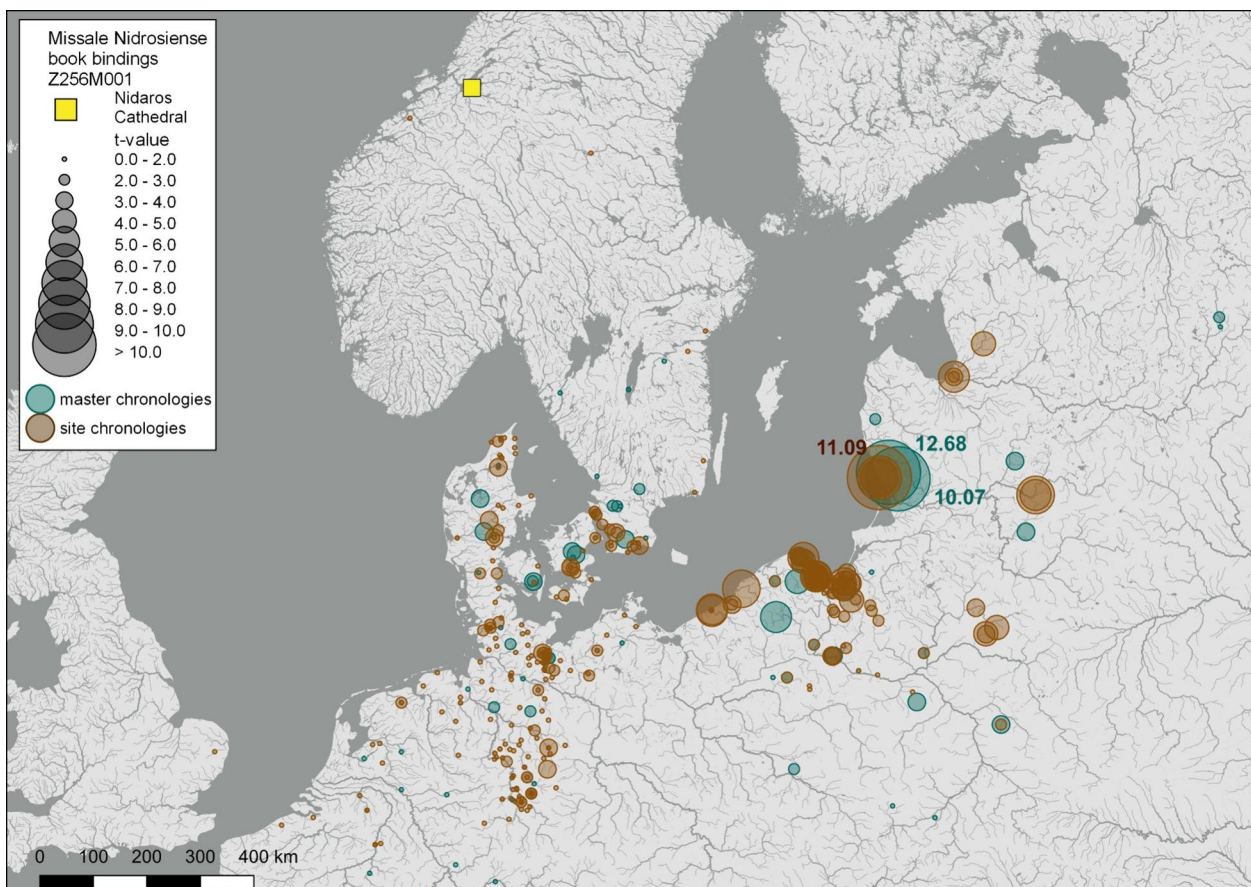 Missale Nidrosiense
book bindings
Z256M001
Nidaros
Cathedral
t-value
0.0 - 2.0
2.0 - 3.0
3.0 - 4.0
4.0 - 5.0
5.0 - 6.0
6.0 - 7.0
7.0 - 8.0
8.0 - 9.0
9.0 - 10.0
> 10.0
master chronologies
site chronologies
11.09
12.68
10.07
0 100 200 300 400 km